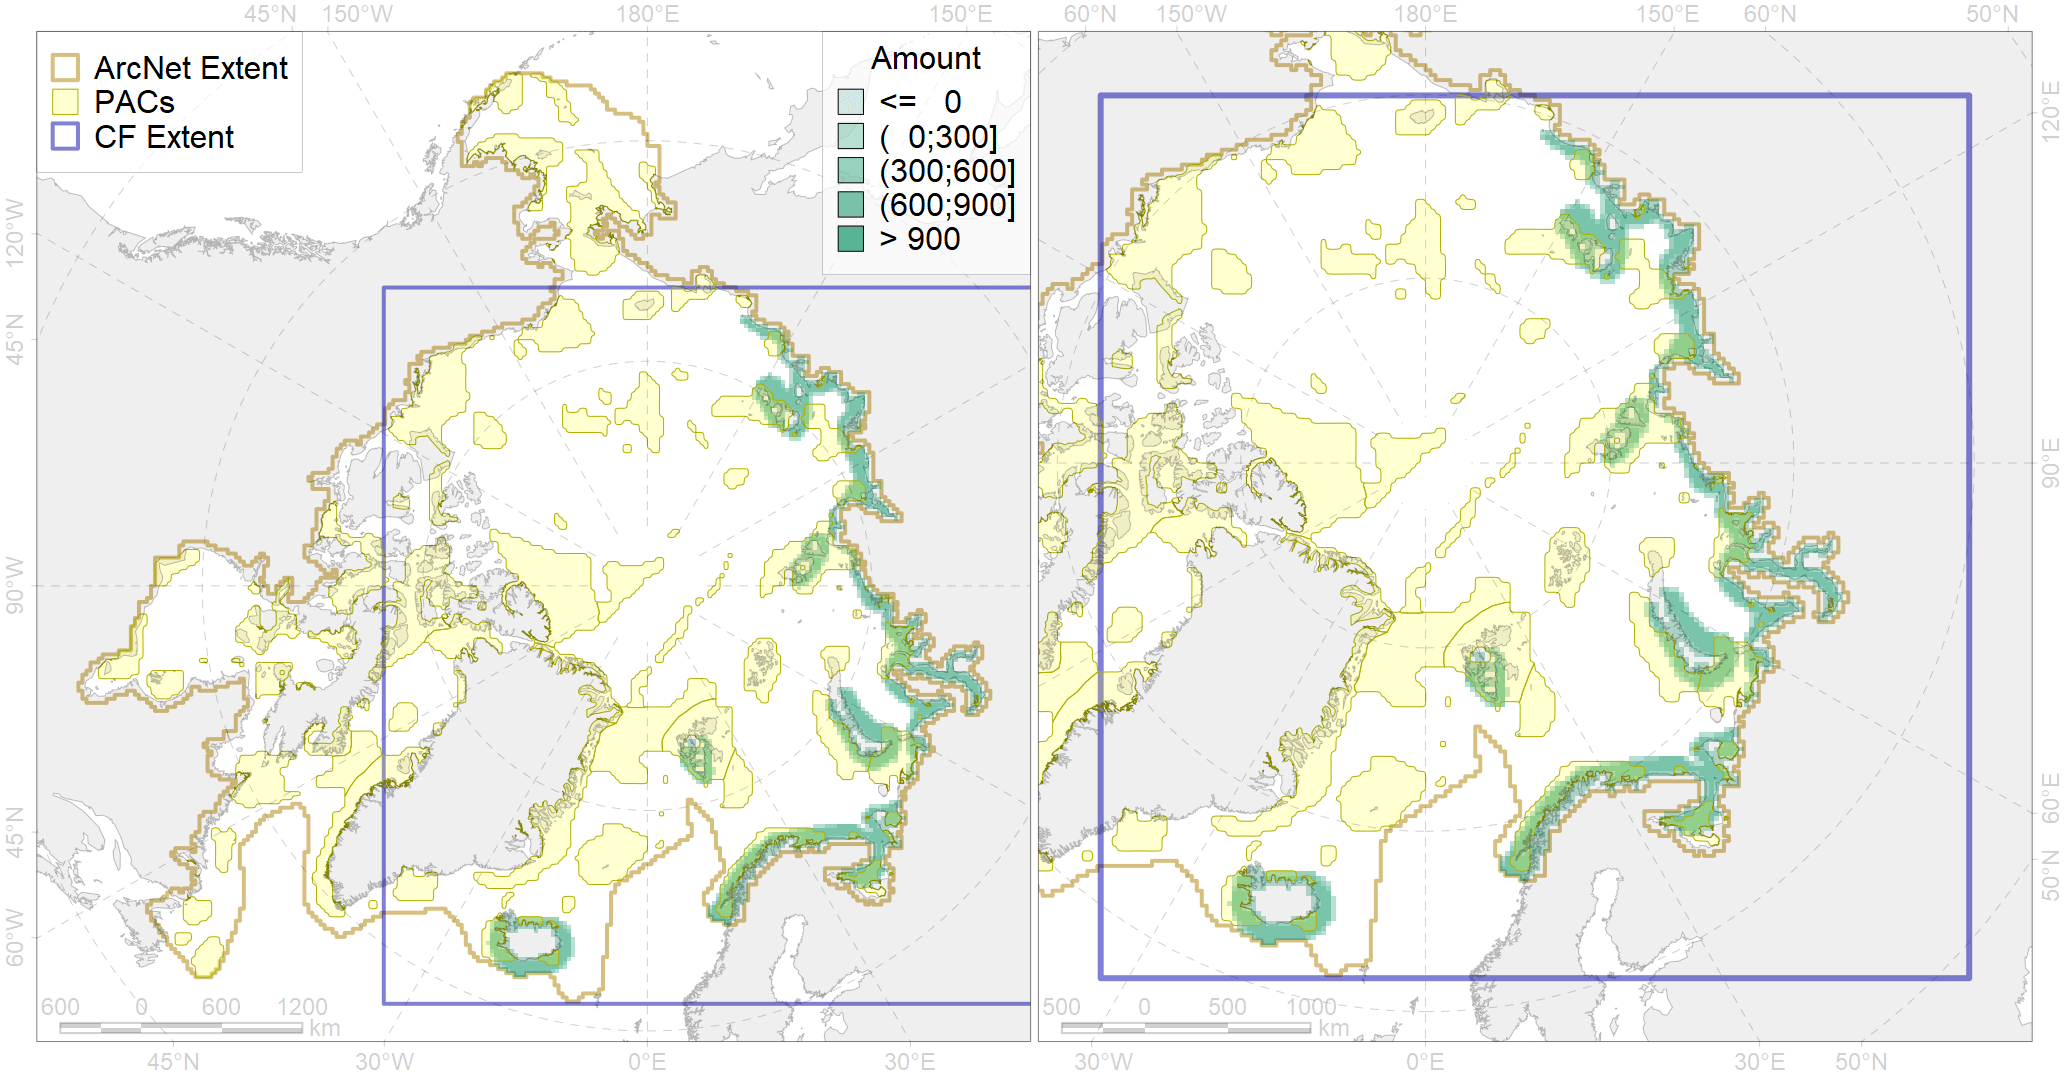 45°N 150°W 180°E 150°E 60°N 150°W 180°E 150°E 60°N 50°N
ArcNet Extent
PACs
CF Extent
Amount
<= 0
( 0;300]
(300;600]
(600;900]
> 900
120°W
45°N
90°W
45°N
60°W
120°E
90°E
60°E
50°N
600 0 600 1200
km
500 0 500 1000
km
45°N 30°W 0°E 30°E 30°W 0°E 30°E 50°N